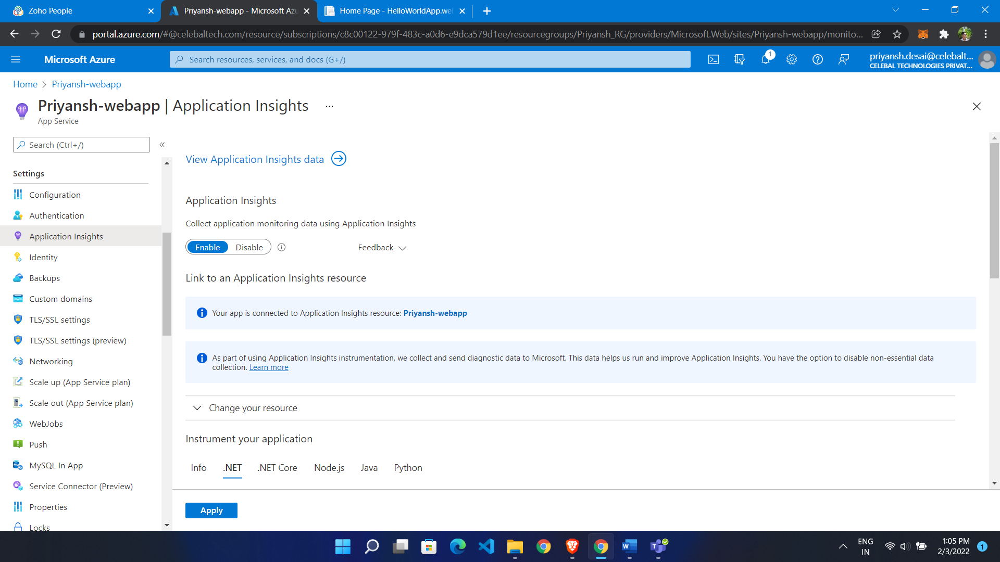 Zoho People
Priyansh-webapp - Microsoft Azu
Home Page - HelloWorldApp.we
portal.azure.com/#@celebaltech.com/resource/subscriptions/c8c00122-979f-483c-a0d6-e9dca579d1ee/resourcegroups/Priyansh_RG/providers/Microsoft.Web/sites/Priyansh-webapp/monito...
Microsoft Azure
Search resources, services, and docs (G+/)
1
priyansh.desai@celebalt...
CELEBAL TECHNOLOGIES PRIVAT...
Home > Priyansh-webapp
Priyansh-webapp | Application Insights ...
App Service
Search (Ctrl+/)
«
Settings
Configuration
Authentication
Application Insights
Identity
Backups
Custom domains
TLS/SSL settings
TLS/SSL settings (preview)
Networking
Scale up (App Service plan)
Scale out (App Service plan)
WebJobs
Push
MySQL In App
Service Connector (Preview)
Properties
Locks
View Application Insights data
Application Insights
Collect application monitoring data using Application Insights
Enable Disable
Feedback
Link to an Application Insights resource
Your app is connected to Application Insights resource: Priyansh-webapp
As part of using Application Insights instrumentation, we collect and send diagnostic data to Microsoft. This data helps us run and improve Application Insights. You have the option to disable non-essential data
collection. Learn more
Change your resource
Instrument your application
Info .NET .NET Core Node.js Java Python
Apply
ENG
IN
1:05 PM
2/3/2022
1